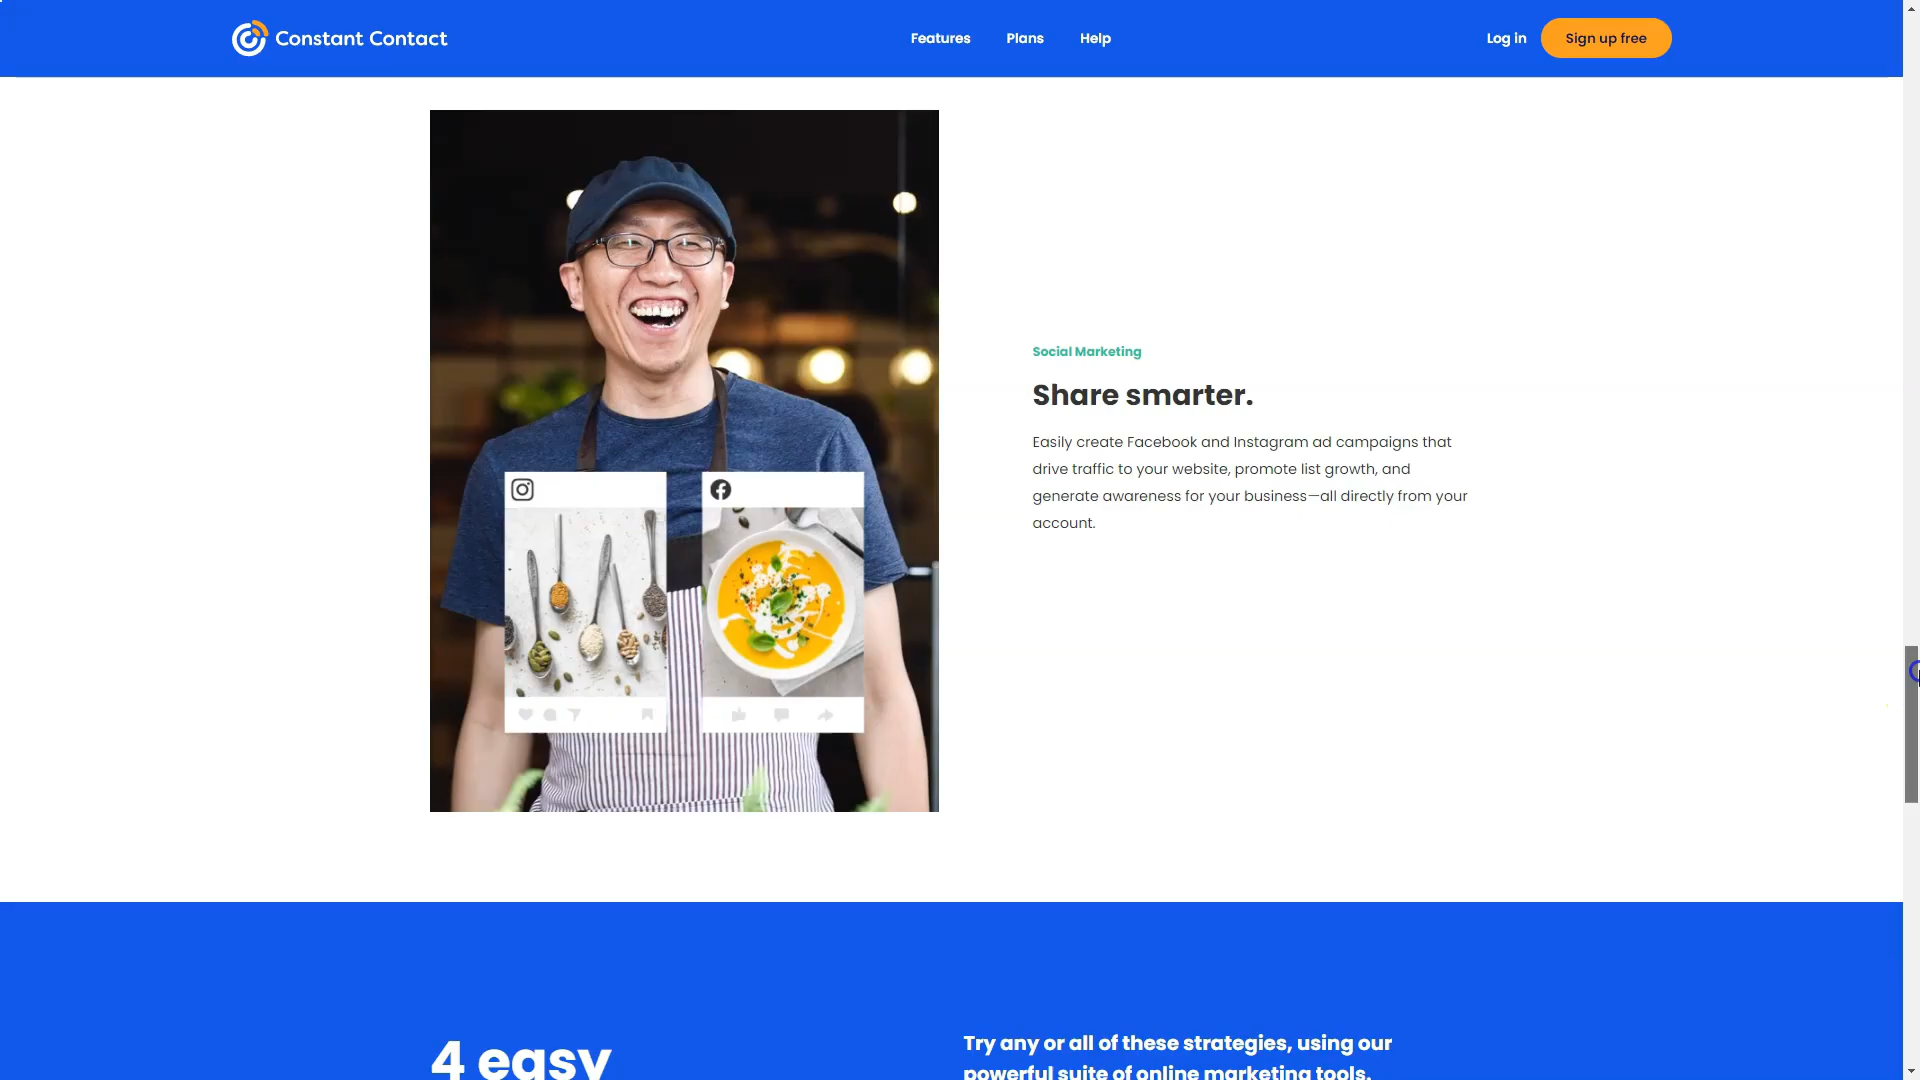 Constant Contact
Features
Plans
Help
Log in
Sign up free
Social Marketing
Share smarter.
Easily create Facebook and Instagram ad campaigns that
drive traffic to your website, promote list growth, and
generate awareness for your business—all directly from your
account.
4 easy
Try any or all of these strategies, using our
powerful suite of online marketing tools.